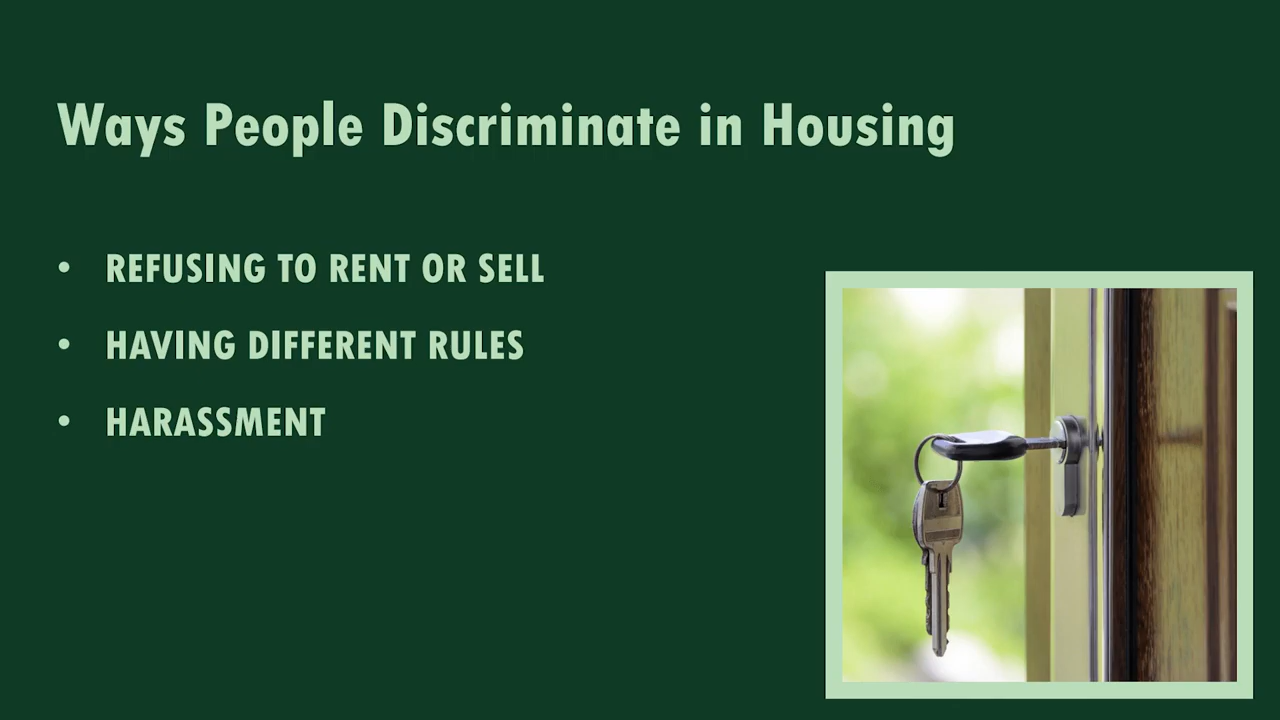 Ways People Discriminate in Housing
• REFUSING TO RENT OR SELL
• HAVING DIFFERENT RULES
• HARASSMENT